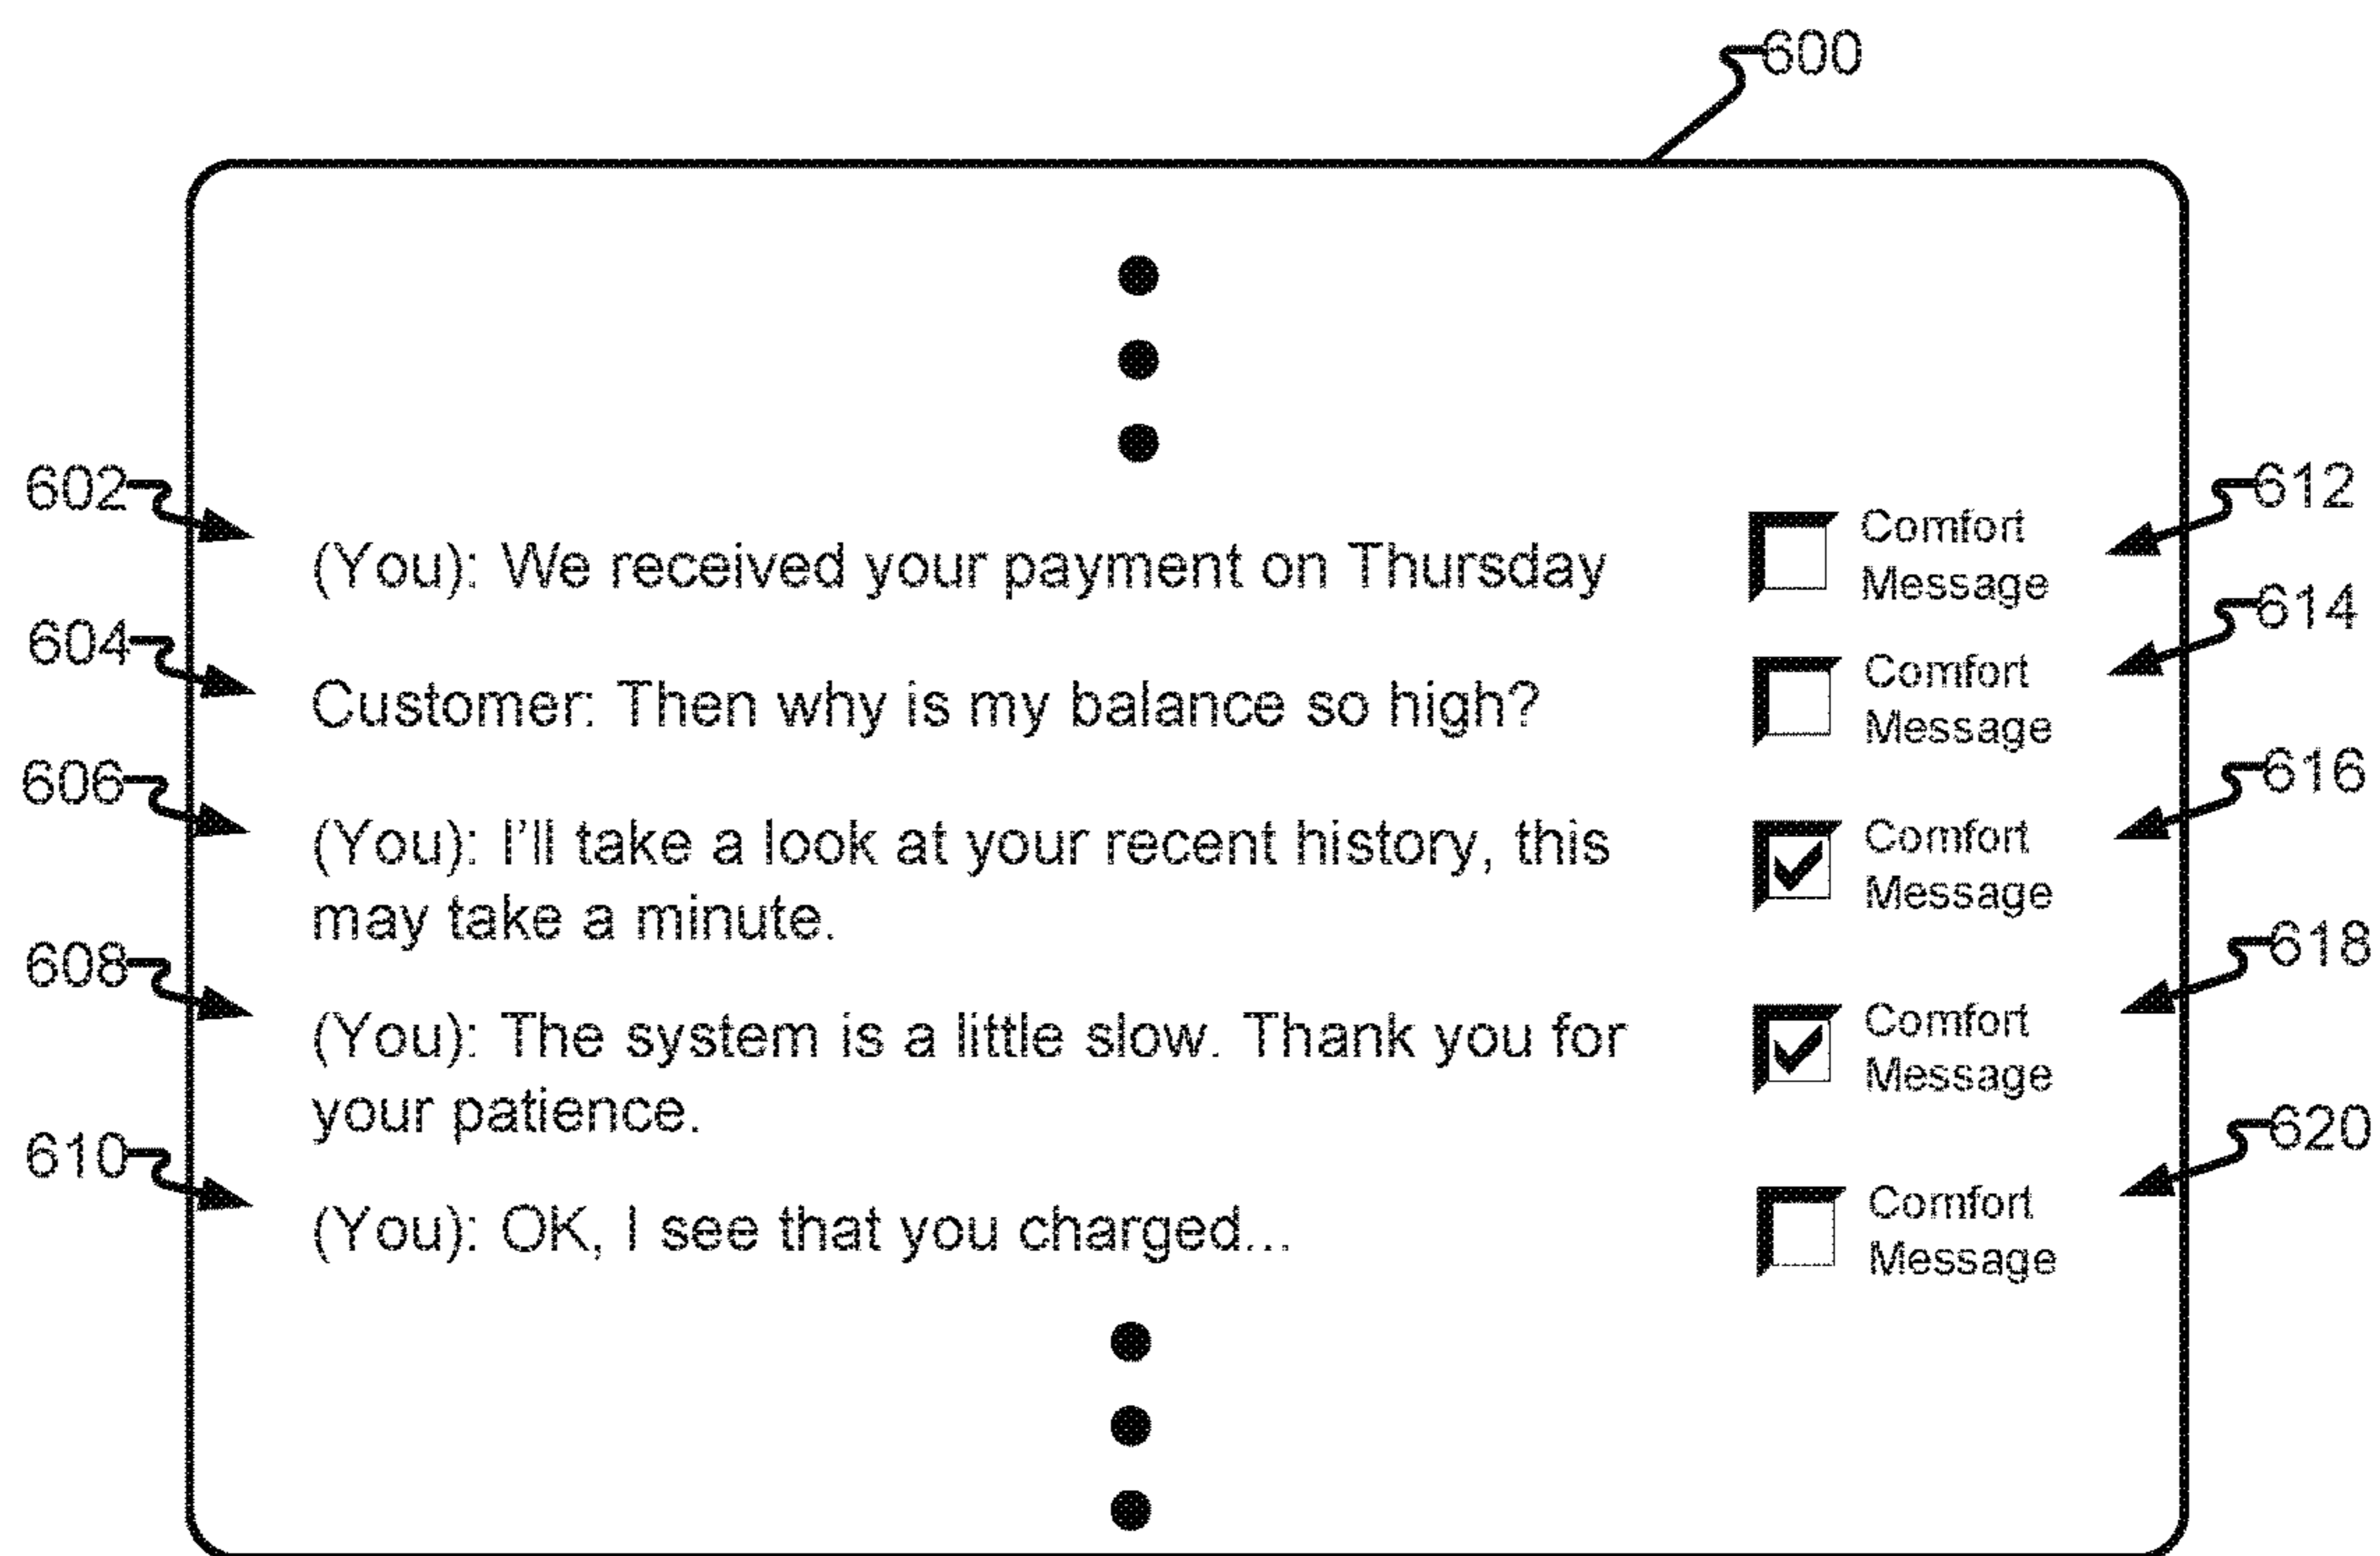 600
602
(You): We received your payment on Thursday
Comfort
Message
612
604
Customer: Then why is my balance so high?
Comfort
Message
614
606
(You): I'll take a look at your recent history, this
may take a minute.
Comfort
Message
616
608
(You): The system is a little slow. Thank you for
your patience.
Comfort
Message
618
610
(You): OK, I see that you charged...
Comfort
Message
620